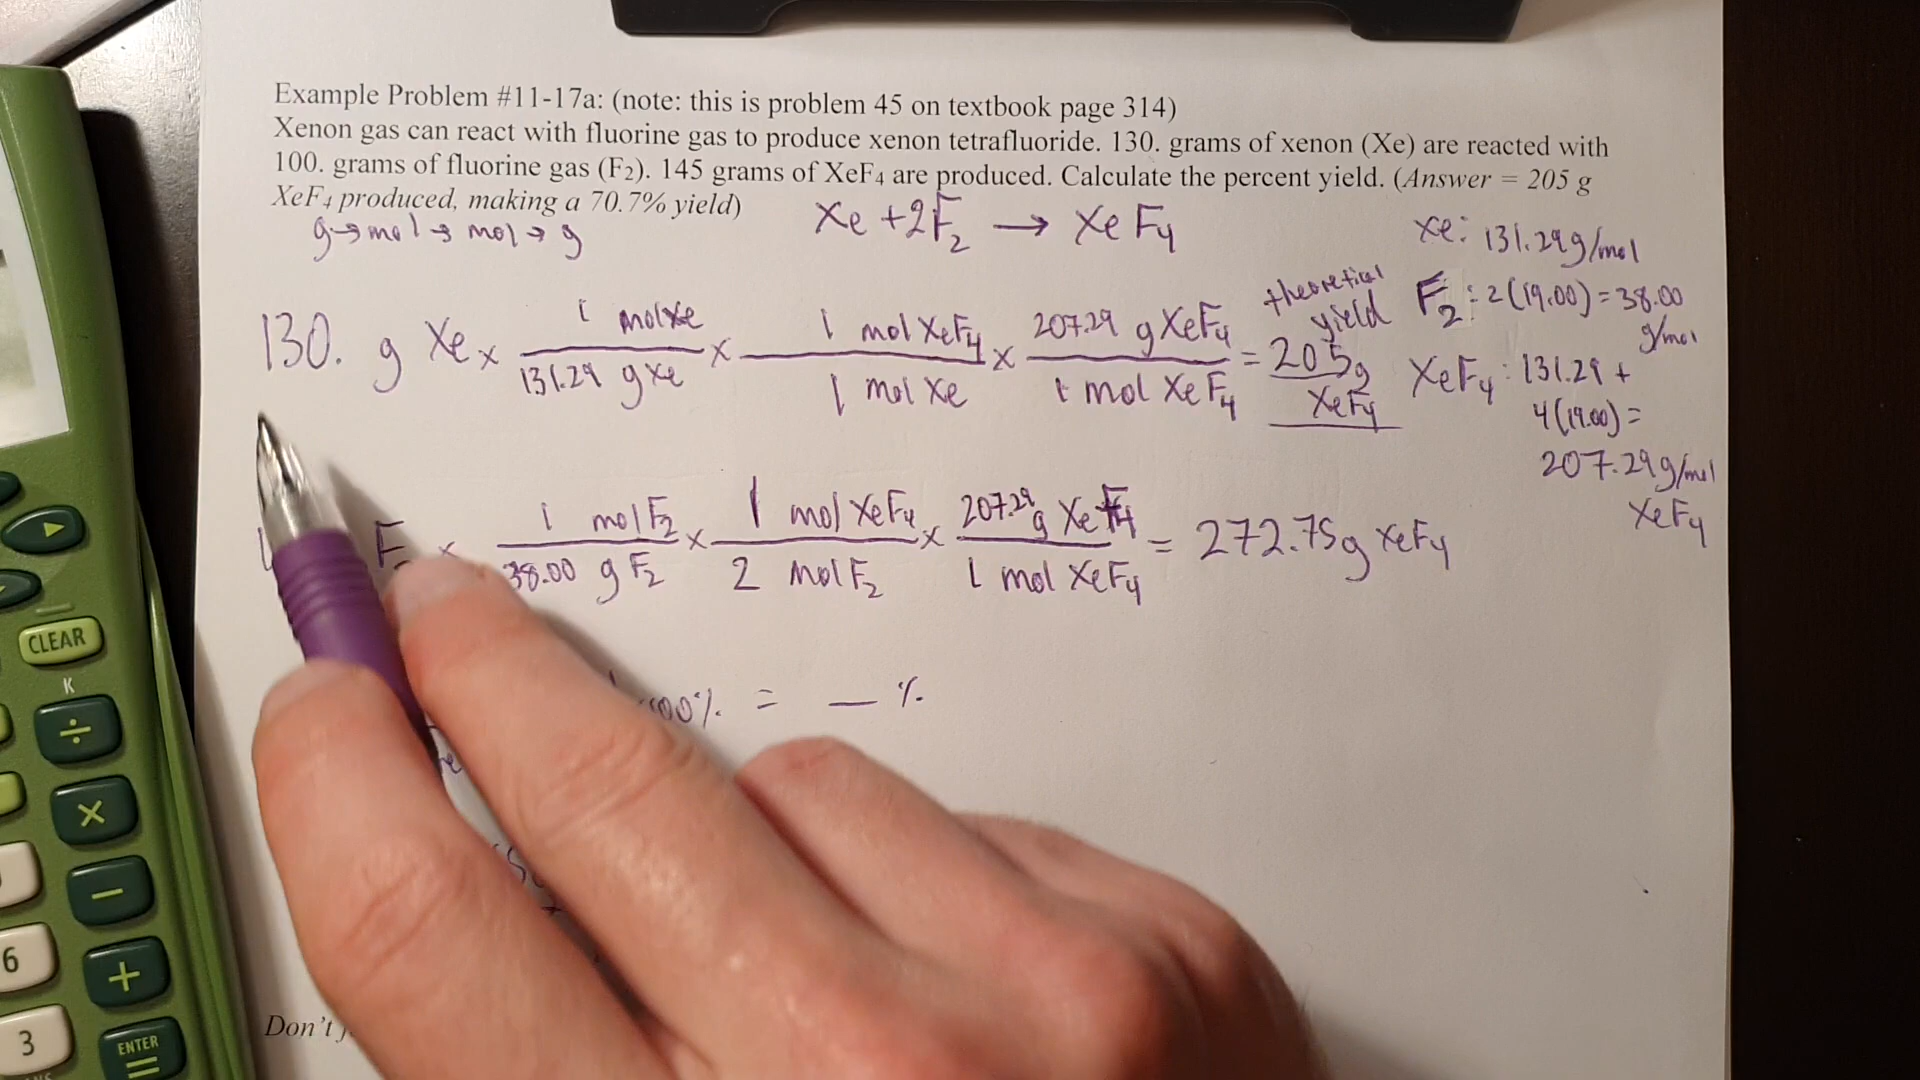 Example Problem #11-17a: (note: this is problem 45 on textbook page 314)
Xenon gas can react with fluorine gas to produce xenon tetrafluoride. 130. grams of xenon (Xe) are reacted with
100. grams of fluorine gas (F₂). 145 grams of XeF₄ are produced. Calculate the percent yield. (Answer = 205 g
XeF₄ produced, making a 70.7% yield)
g→mol→mol→g
Xe + 2F₂ → XeF₄
Xe: 131.29 g/mol
F₂: 2(19.00) = 38.00
g/mol
XeF₄: 131.29 +
4(19.00) =
207.29 g/mol
XeF₄
theoretical
yield
1 mol Xe 1 mol XeF₄ 207.29 g XeF₄
130. g Xe x x x = 205g
131.29 g Xe 1 mol Xe 1 mol XeF₄ XeF₄
1 mol F₂ 1 mol XeF₄ 207.29 g XeF₄
F x x x = 272.75g XeF₄
38.00 g F₂ 2 mol F₂ 1 mol XeF₄
100% = _ %
Don't
CLEAR
K
÷
×
−
6
+
3
ENTER